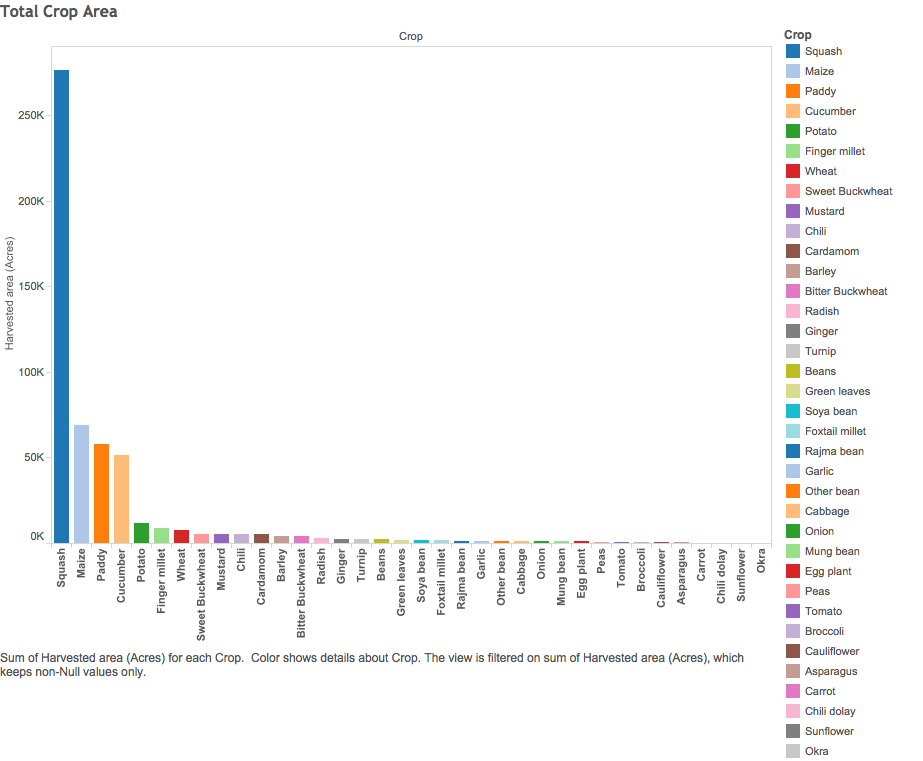 Total Crop Area
Crop
Harvested area (Acres)
250K
200K
150K
100K
50K
0K
Squash
Maize
Paddy
Cucumber
Potato
Finger millet
Wheat
Sweet Buckwheat
Mustard
Chili
Cardamom
Barley
Bitter Buckwheat
Radish
Ginger
Turnip
Beans
Green leaves
Soya bean
Foxtail millet
Rajma bean
Garlic
Other bean
Cabbage
Onion
Mung bean
Egg plant
Peas
Tomato
Broccoli
Cauliflower
Asparagus
Carrot
Chili dolay
Sunflower
Okra
Sum of Harvested area (Acres) for each Crop.  Color shows details about Crop. The view is filtered on sum of Harvested area (Acres), which
keeps non-Null values only.
Crop
Squash
Maize
Paddy
Cucumber
Potato
Finger millet
Wheat
Sweet Buckwheat
Mustard
Chili
Cardamom
Barley
Bitter Buckwheat
Radish
Ginger
Turnip
Beans
Green leaves
Soya bean
Foxtail millet
Rajma bean
Garlic
Other bean
Cabbage
Onion
Mung bean
Egg plant
Peas
Tomato
Broccoli
Cauliflower
Asparagus
Carrot
Chili dolay
Sunflower
Okra